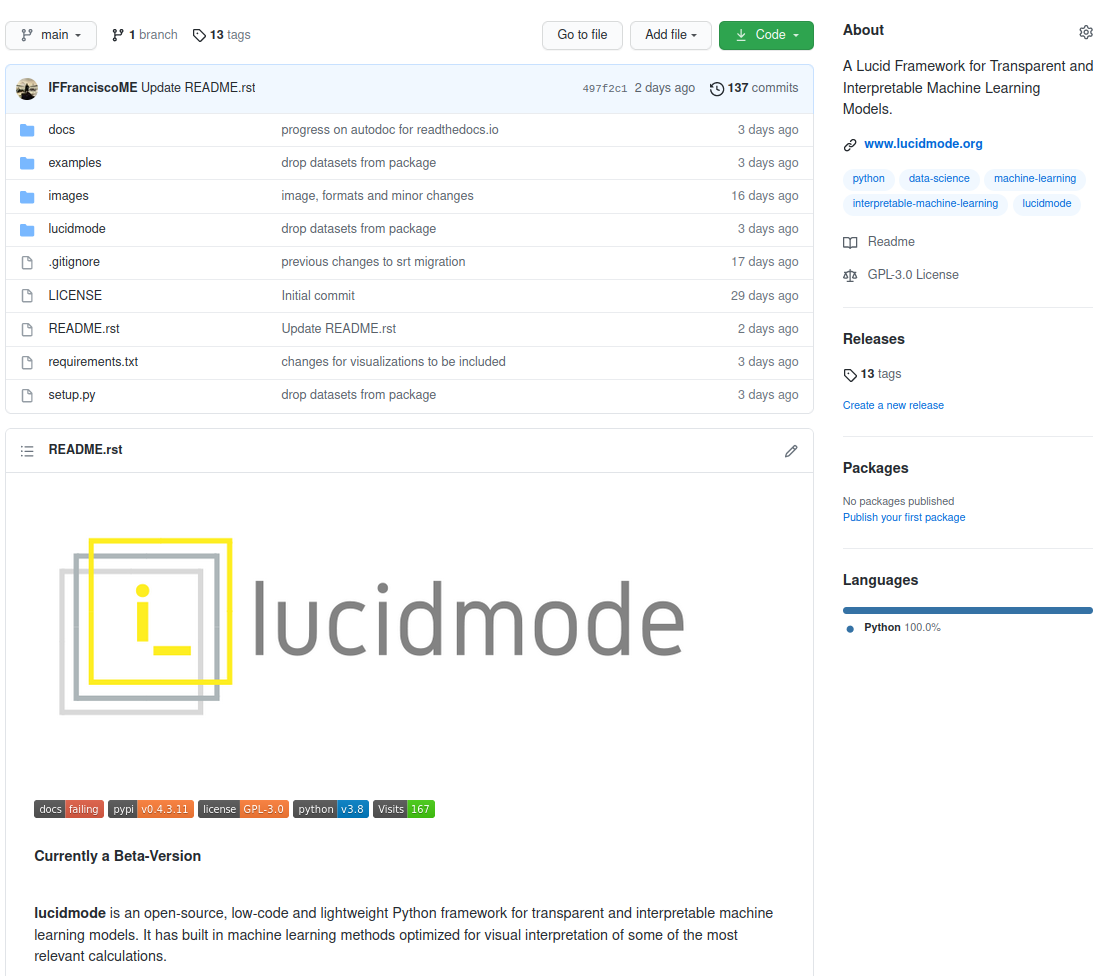 main 1 branch 13 tags Go to file Add file Code
IFFranciscoME Update README.rst 497f2c1 2 days ago 137 commits
docs progress on autodoc for readthedocs.io 3 days ago
examples drop datasets from package 3 days ago
images image, formats and minor changes 16 days ago
lucidmode drop datasets from package 3 days ago
.gitignore previous changes to srt migration 17 days ago
LICENSE Initial commit 29 days ago
README.rst Update README.rst 2 days ago
requirements.txt changes for visualizations to be included 3 days ago
setup.py drop datasets from package 3 days ago
README.rst
i_ lucidmode
docs failing pypi v0.4.3.11 license GPL-3.0 python v3.8 Visits 167
Currently a Beta-Version
lucidmode is an open-source, low-code and lightweight Python framework for transparent and interpretable machine
learning models. It has built in machine learning methods optimized for visual interpretation of some of the most
relevant calculations.
About
A Lucid Framework for Transparent and
Interpretable Machine Learning
Models.
www.lucidmode.org
python data-science machine-learning
interpretable-machine-learning lucidmode
Readme
GPL-3.0 License
Releases
13 tags
Create a new release
Packages
No packages published
Publish your first package
Languages
Python 100.0%